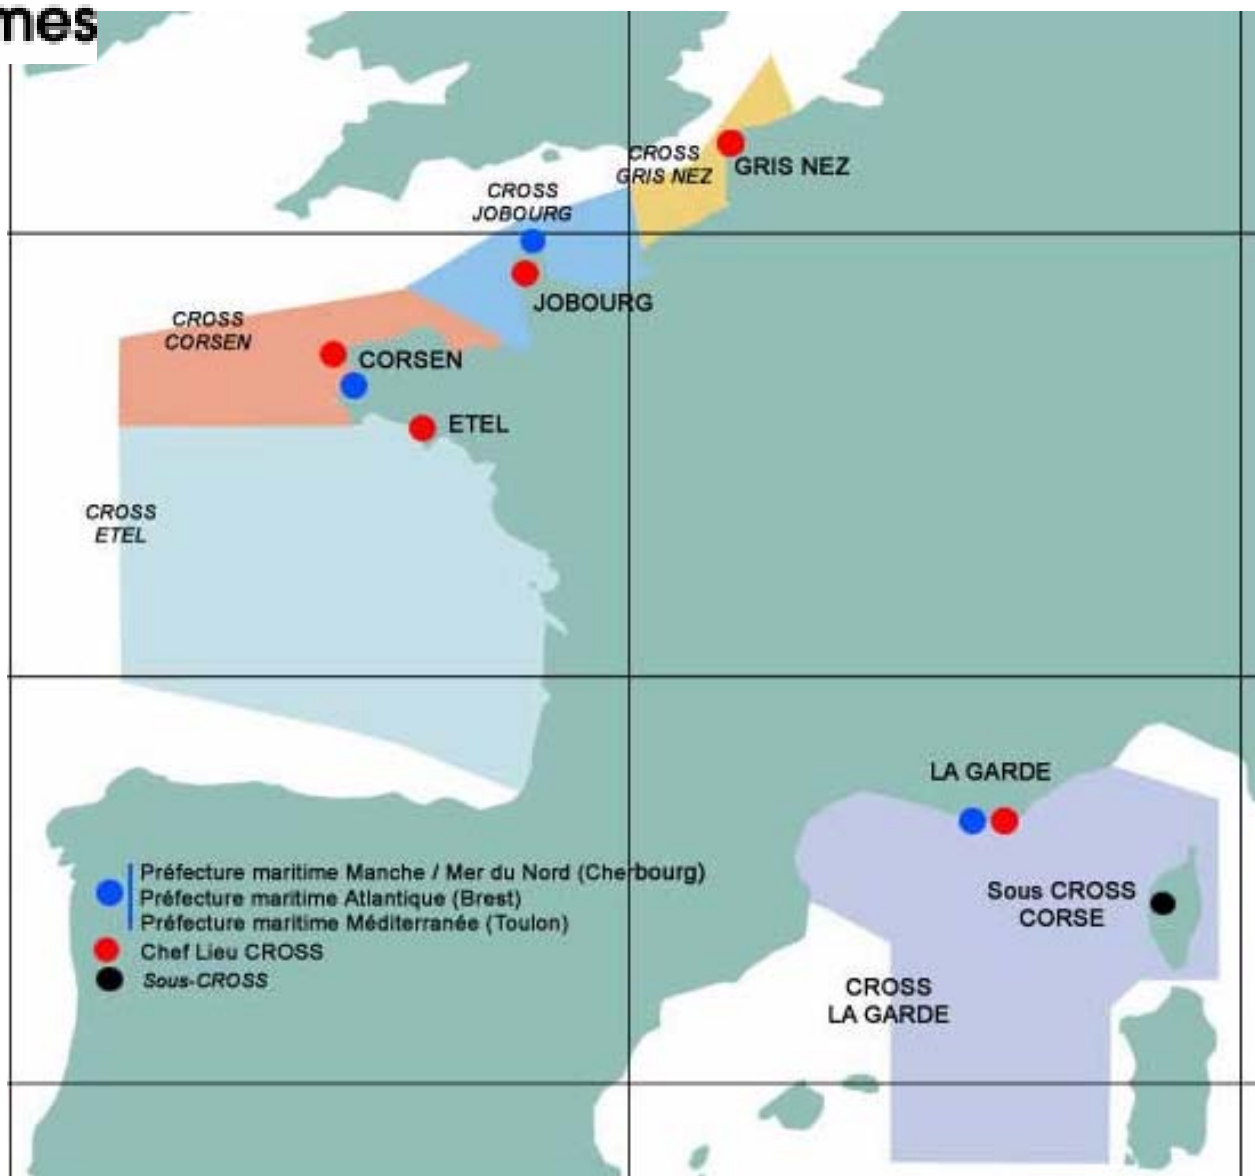 mes
CROSS
GRIS NEZ
GRIS NEZ
CROSS
JOBOURG
JOBOURG
CROSS
CORSEN
CORSEN
ETEL
CROSS
ETEL
LA GARDE
Préfecture maritime Manche / Mer du Nord (Cherbourg)
Préfecture maritime Atlantique (Brest)
Préfecture maritime Méditerranée (Toulon)
Chef Lieu CROSS
Sous-CROSS
Sous CROSS
CORSE
CROSS
LA GARDE